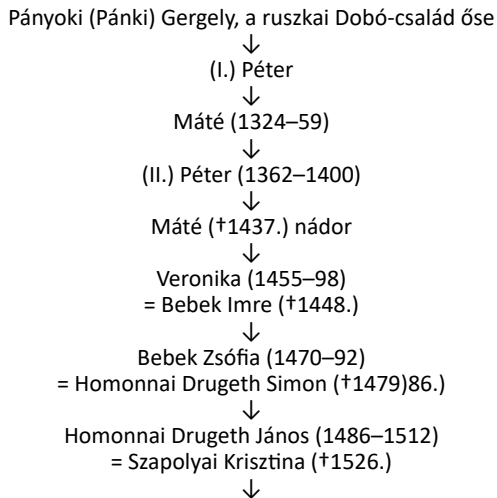 Pányoki (Pánki) Gergely, a ruszkai Dobó-család őse
↓
(I.) Péter
↓
Máté (1324–59)
↓
(II.) Péter (1362–1400)
↓
Máté (†1437.) nádor
↓
Veronika (1455–98)
= Bebek Imre (†1448.)
↓
Bebek Zsófia (1470–92)
= Homonnai Drugeth Simon (†1479)86.)
↓
Homonnai Drugeth János (1486–1512)
= Szapolyai Krisztina (†1526.)
↓